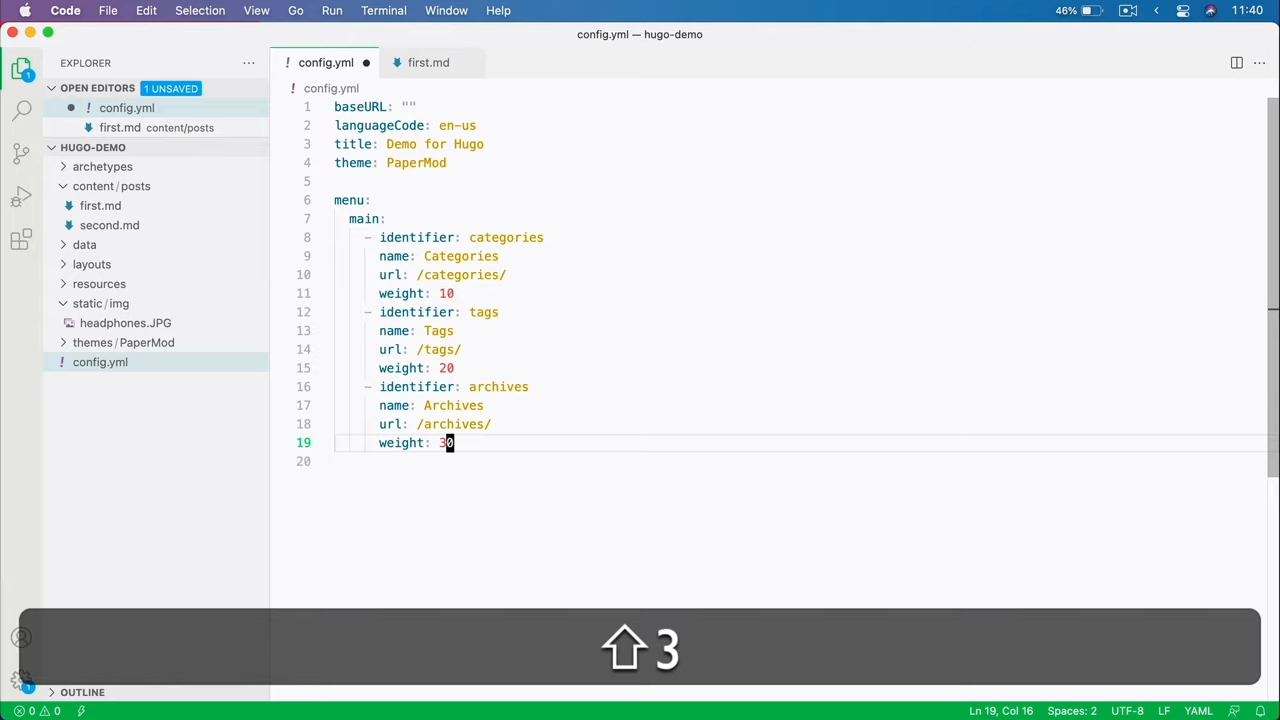 Code File Edit Selection View Go Run Terminal Window Help 46% 11:40
config.yml — hugo-demo
EXPLORER
OPEN EDITORS 1 UNSAVED
! config.yml
first.md content/posts
HUGO-DEMO
archetypes
content/posts
first.md
second.md
data
layouts
resources
static/img
headphones.JPG
themes/PaperMod
! config.yml
OUTLINE
! config.yml
first.md
! config.yml
1 baseURL: ""
2 languageCode: en-us
3 title: Demo for Hugo
4 theme: PaperMod
5
6 menu:
7 main:
8 - identifier: categories
9 name: Categories
10 url: /categories/
11 weight: 10
12 - identifier: tags
13 name: Tags
14 url: /tags/
15 weight: 20
16 - identifier: archives
17 name: Archives
18 url: /archives/
19 weight: 30
20
⇧3
1
1
0 0 Ln 19, Col 16 Spaces: 2 UTF-8 LF YAML